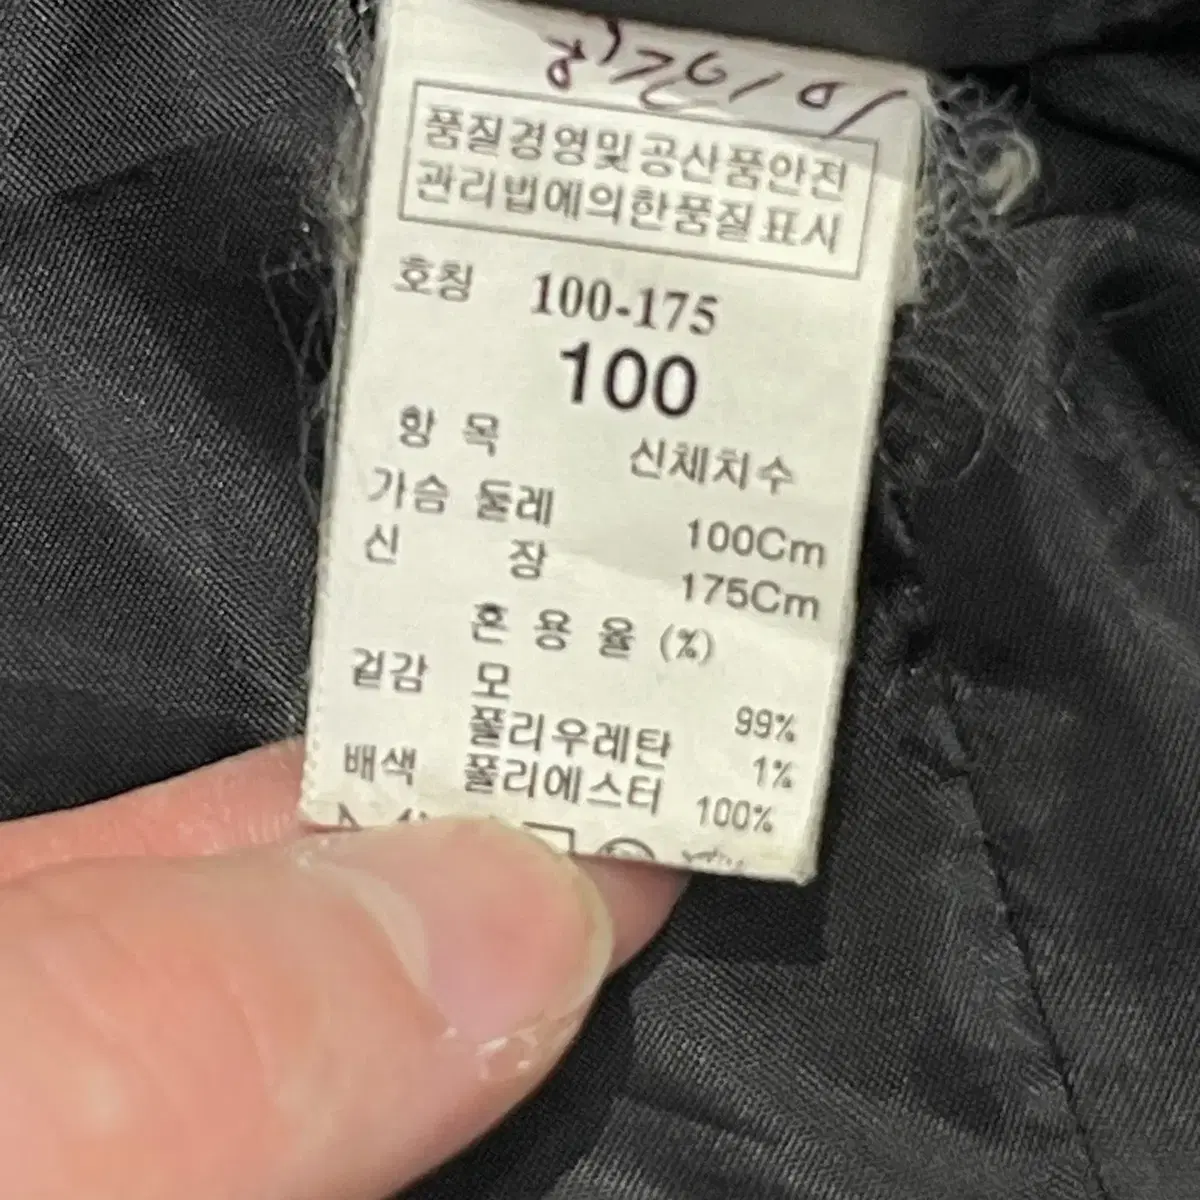 품질경영및공산품안전
관리법에의한품질표시
호칭 100-175
100
항 목 신체치수
가슴 둘레 100Cm
신 장 175Cm
혼 용 율 (%)
겉감 모 99%
폴리우레탄 1%
배색 폴리에스터 100%